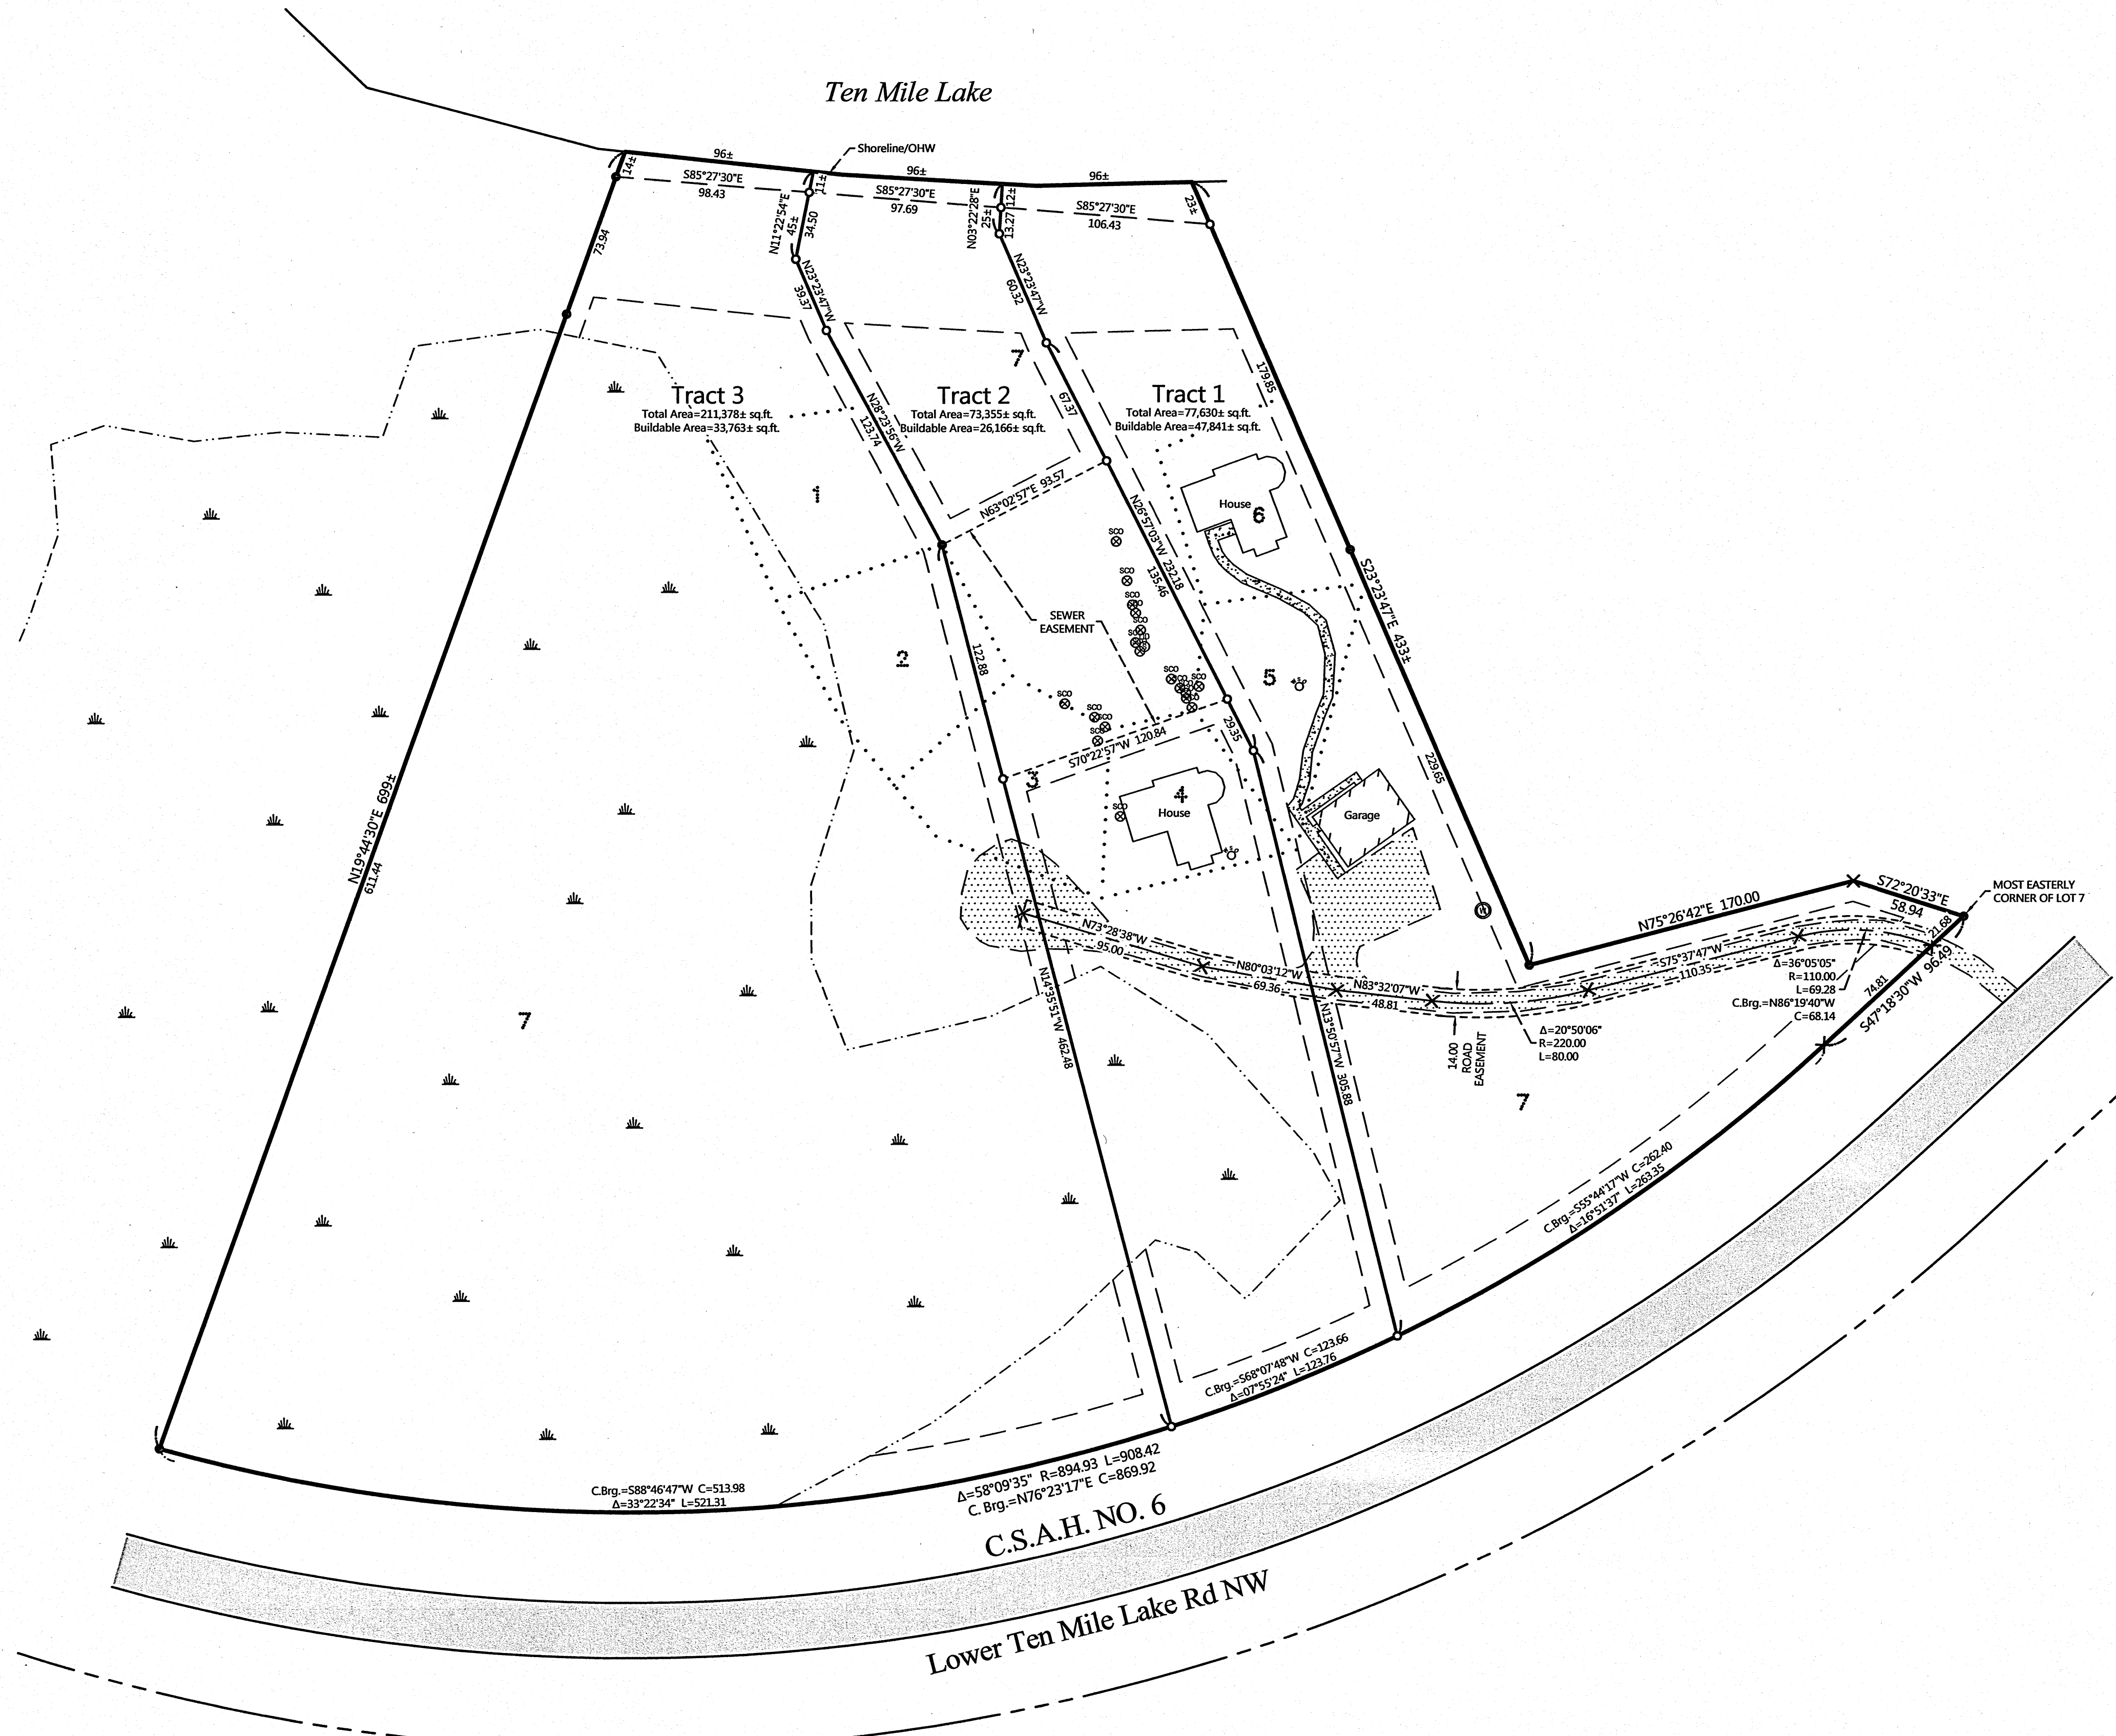 Ten Mile Lake
Shoreline/OHW
96±
96±
96±
14±
S85°27'30"E
98.43
11±
S85°27'30"E
97.69
12±
S85°27'30"E
106.43
23±
N11°22'54"E
45±
34.50
N03°22'28"E
25±
13.27
73.94
N23°23'47"W
39.37
N23°23'47"W
60.32
179.85
7
Tract 3
Total Area=211,378± sq.ft.
Buildable Area=33,763± sq.ft.
Tract 2
Total Area=73,355± sq.ft.
Buildable Area=26,166± sq.ft.
Tract 1
Total Area=77,630± sq.ft.
Buildable Area=47,841± sq.ft.
N28°23'56"W
123.74
67.37
1
N63°02'57"E 93.57
N26°57'03"W 232.18
135.46
House
6
SCO
SCO
SCO
SCO
SEWER
EASEMENT
S23°23'47"E 433±
2
122.88
5
SCO
SCO
SCO
SCO
SCO
SCO
29.35
S70°22'57"W 120.84
229.65
3
4
House
SCO
Garage
N19°44'30"E 699±
611.44
N75°26'42"E 170.00
S72°20'33"E
58.94
MOST EASTERLY
CORNER OF LOT 7
21.68
N73°28'38"W
95.00
N80°03'12"W
69.36
N83°32'07"W
48.81
S75°37'47"W
110.35
Δ=36°05'05"
R=110.00
L=69.28
C.Brg.=N86°19'40"W
C=68.14
74.81
S47°18'30"W 96.49
Δ=20°50'06"
R=220.00
L=80.00
14.00
ROAD
EASEMENT
7
7
N14°35'51"W 462.48
N13°50'57"W 305.88
C.Brg.=S55°44'17"W C=262.40
Δ=16°51'37" L=263.35
C.Brg.=S68°07'48"W C=123.66
Δ=07°55'24" L=123.76
C.Brg.=S88°46'47"W C=513.98
Δ=33°22'34" L=521.31
Δ=58°09'35" R=894.93 L=908.42
C. Brg.=N76°23'17"E C=869.92
C.S.A.H. NO. 6
Lower Ten Mile Lake Rd NW